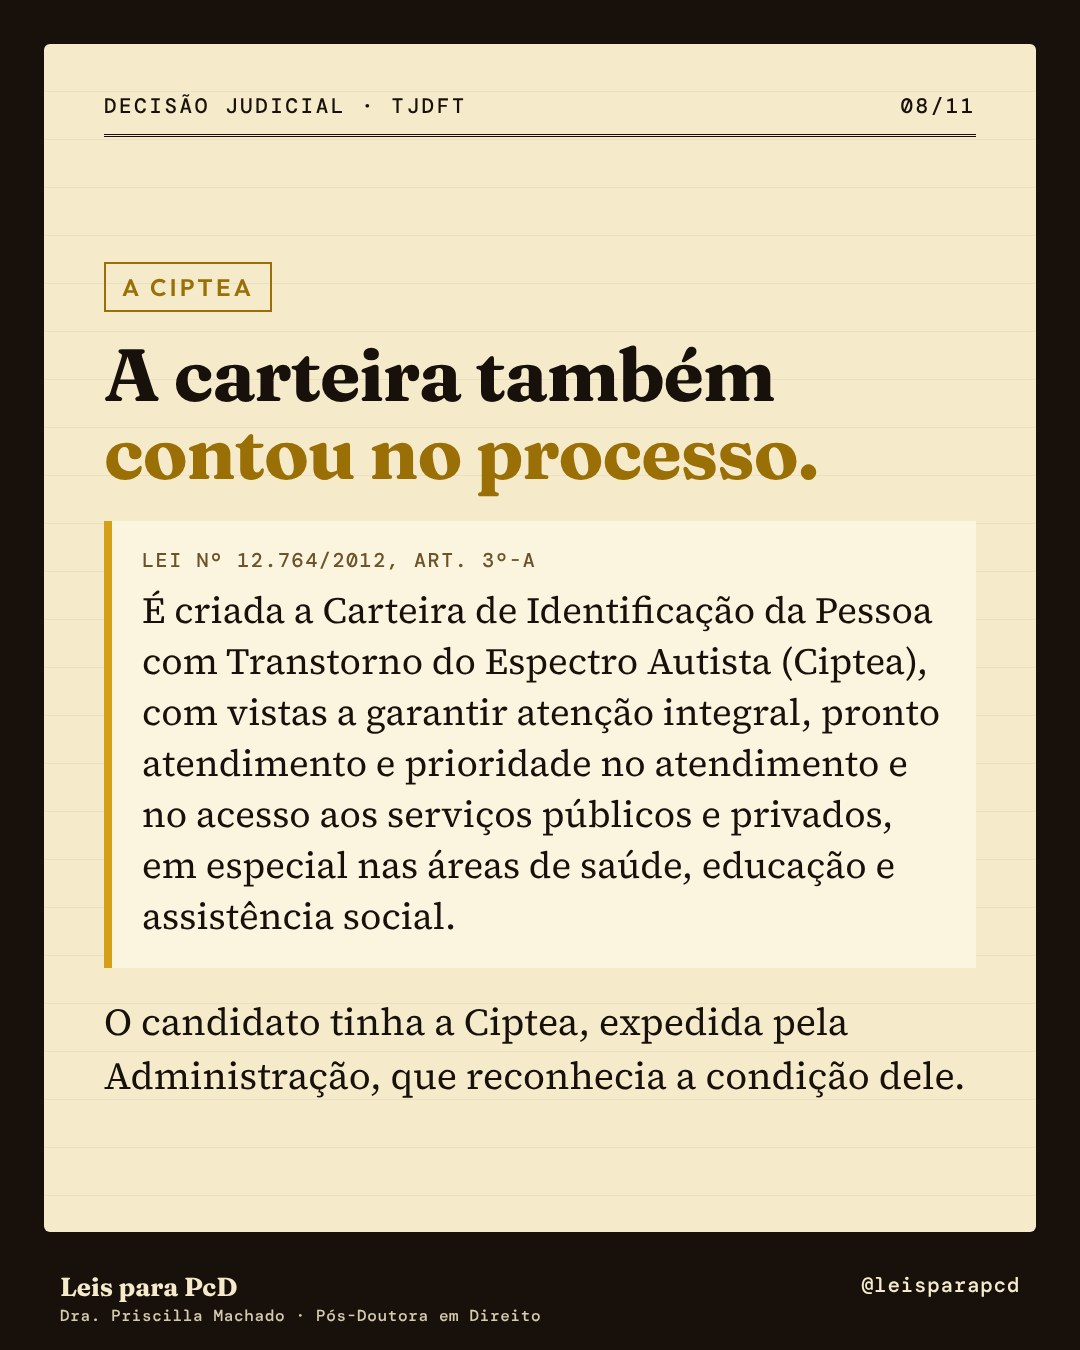 DECISÃO JUDICIAL · TJDFT
08/11
A CIPTEA
A carteira também
contou no processo.
LEI Nº 12.764/2012, ART. 3º-A
É criada a Carteira de Identificação da Pessoa
com Transtorno do Espectro Autista (Ciptea),
com vistas a garantir atenção integral, pronto
atendimento e prioridade no atendimento e
no acesso aos serviços públicos e privados,
em especial nas áreas de saúde, educação e
assistência social.
O candidato tinha a Ciptea, expedida pela
Administração, que reconhecia a condição dele.
Leis para PcD
Dra. Priscilla Machado · Pós-Doutora em Direito
@leisparapcd